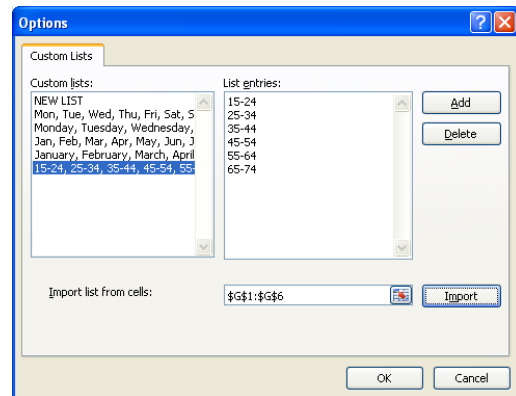 Options
Custom Lists
Custom lists:
NEW LIST
Mon, Tue, Wed, Thu, Fri, Sat, S
Monday, Tuesday, Wednesday,
Jan, Feb, Mar, Apr, May, Jun, J
January, February, March, April
15-24, 25-34, 35-44, 45-54, 55-
List entries:
15-24
25-34
35-44
45-54
55-64
65-74
Add
Delete
Import list from cells:
$G$1:$G$6
Import
OK
Cancel